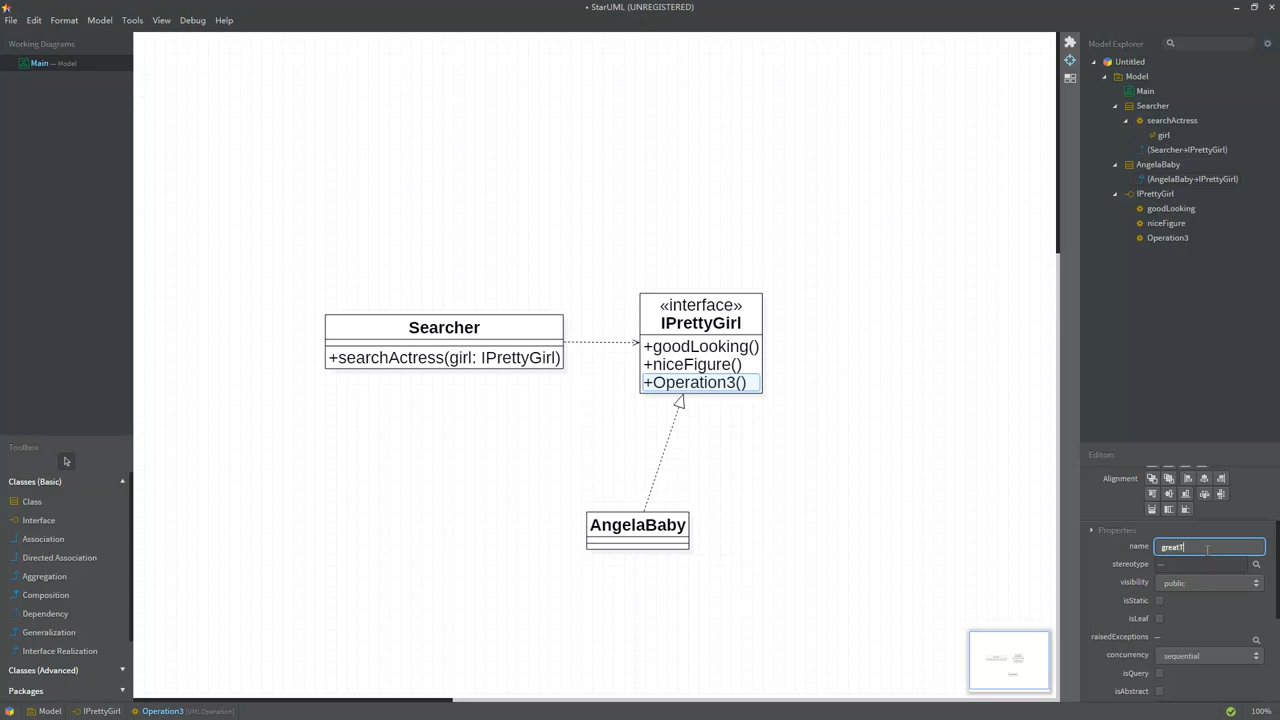 • StarUML (UNREGISTERED)
File Edit Format Model Tools View Debug Help
Working Diagrams
Main — Model
Toolbox
Classes (Basic)
Class
Interface
Association
Directed Association
Aggregation
Composition
Dependency
Generalization
Interface Realization
Classes (Advanced)
Packages
Searcher
+searchActress(girl: IPrettyGirl)
«interface»
IPrettyGirl
+goodLooking()
+niceFigure()
+Operation3()
AngelaBaby
Model Explorer
Untitled
Model
Main
Searcher
searchActress
girl
(Searcher→IPrettyGirl)
AngelaBaby
(AngelaBaby→IPrettyGirl)
IPrettyGirl
goodLooking
niceFigure
Operation3
Editors
Alignment
Properties
name greatT
stereotype —
visibility public
isStatic
isLeaf
raisedExceptions —
concurrency sequential
isQuery
isAbstract
Model IPrettyGirl Operation3 [UMLOperation] 100%